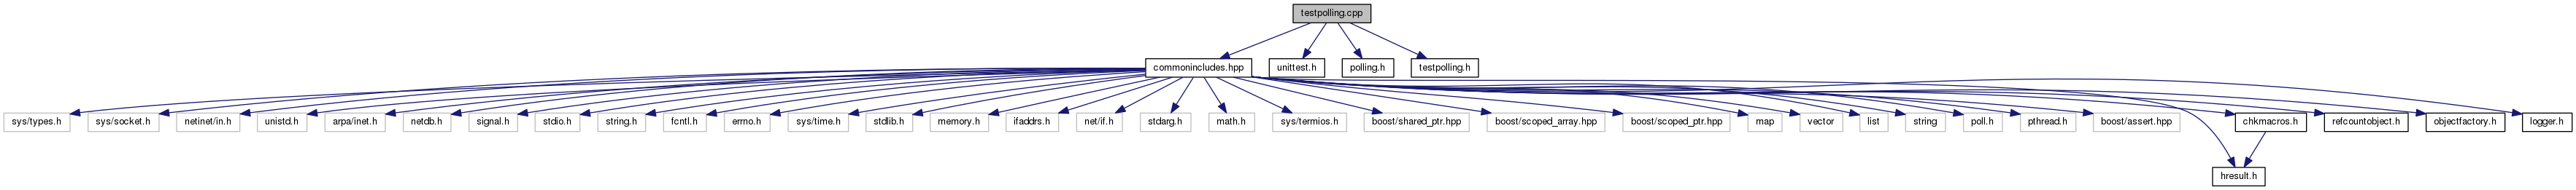 testpolling.cpp
commonincludes.hpp
unittest.h
polling.h
testpolling.h
sys/types.h
sys/socket.h
netinet/in.h
unistd.h
arpa/inet.h
netdb.h
signal.h
stdio.h
string.h
fcntl.h
errno.h
sys/time.h
stdlib.h
memory.h
ifaddrs.h
net/if.h
stdarg.h
math.h
sys/termios.h
boost/shared_ptr.hpp
boost/scoped_array.hpp
boost/scoped_ptr.hpp
map
vector
list
string
poll.h
pthread.h
boost/assert.hpp
chkmacros.h
refcountobject.h
objectfactory.h
logger.h
hresult.h